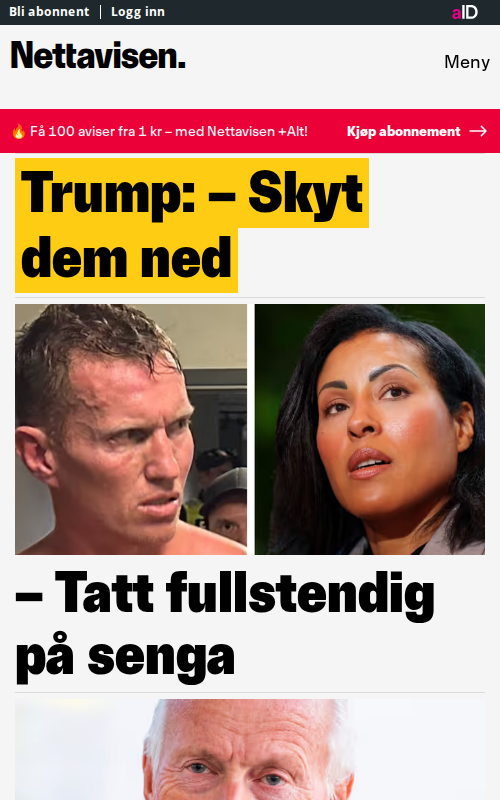 Bli abonnent | Logg inn
aID
Nettavisen.
Meny
🔥 Få 100 aviser fra 1 kr – med Nettavisen +Alt!
Kjøp abonnement →
Trump: – Skyt
dem ned
– Tatt fullstendig
på senga